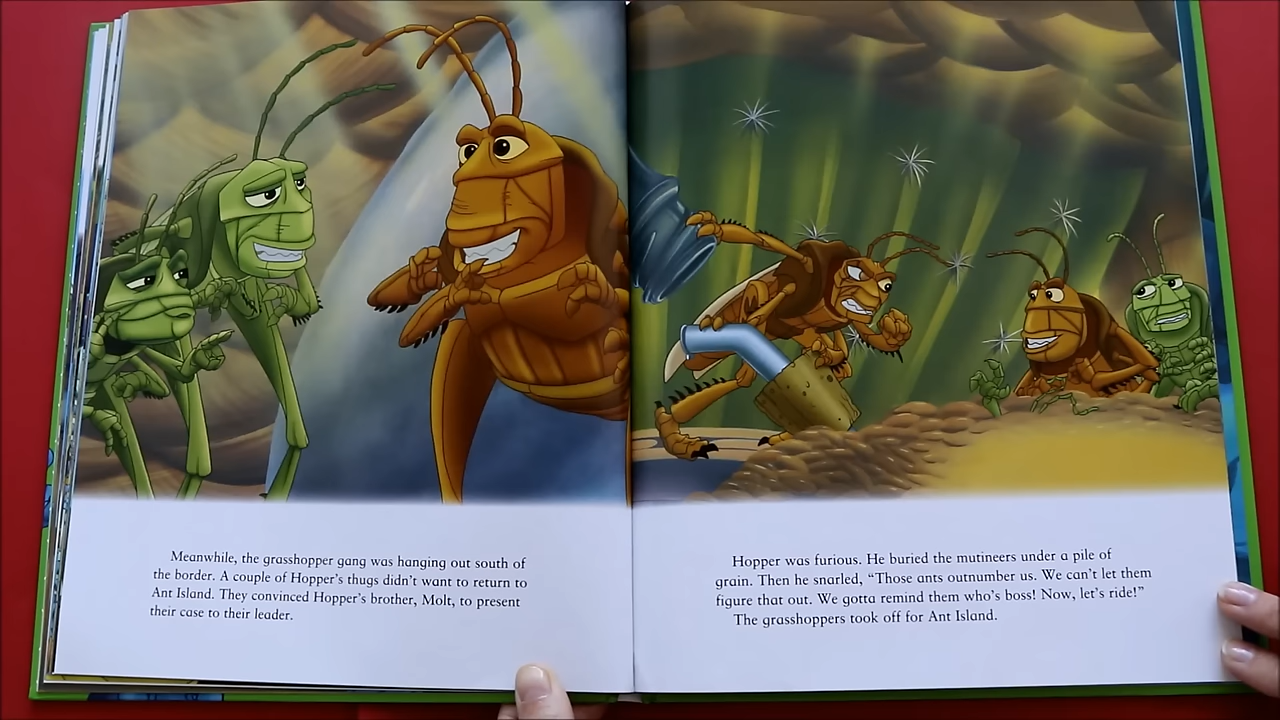 Meanwhile, the grasshopper gang was hanging out south of
the border. A couple of Hopper's thugs didn't want to return to
Ant Island. They convinced Hopper's brother, Molt, to present
their case to their leader.
Hopper was furious. He buried the mutineers under a pile of
grain. Then he snarled, “Those ants outnumber us. We can't let them
figure that out. We gotta remind them who's boss! Now, let's ride!”
The grasshoppers took off for Ant Island.